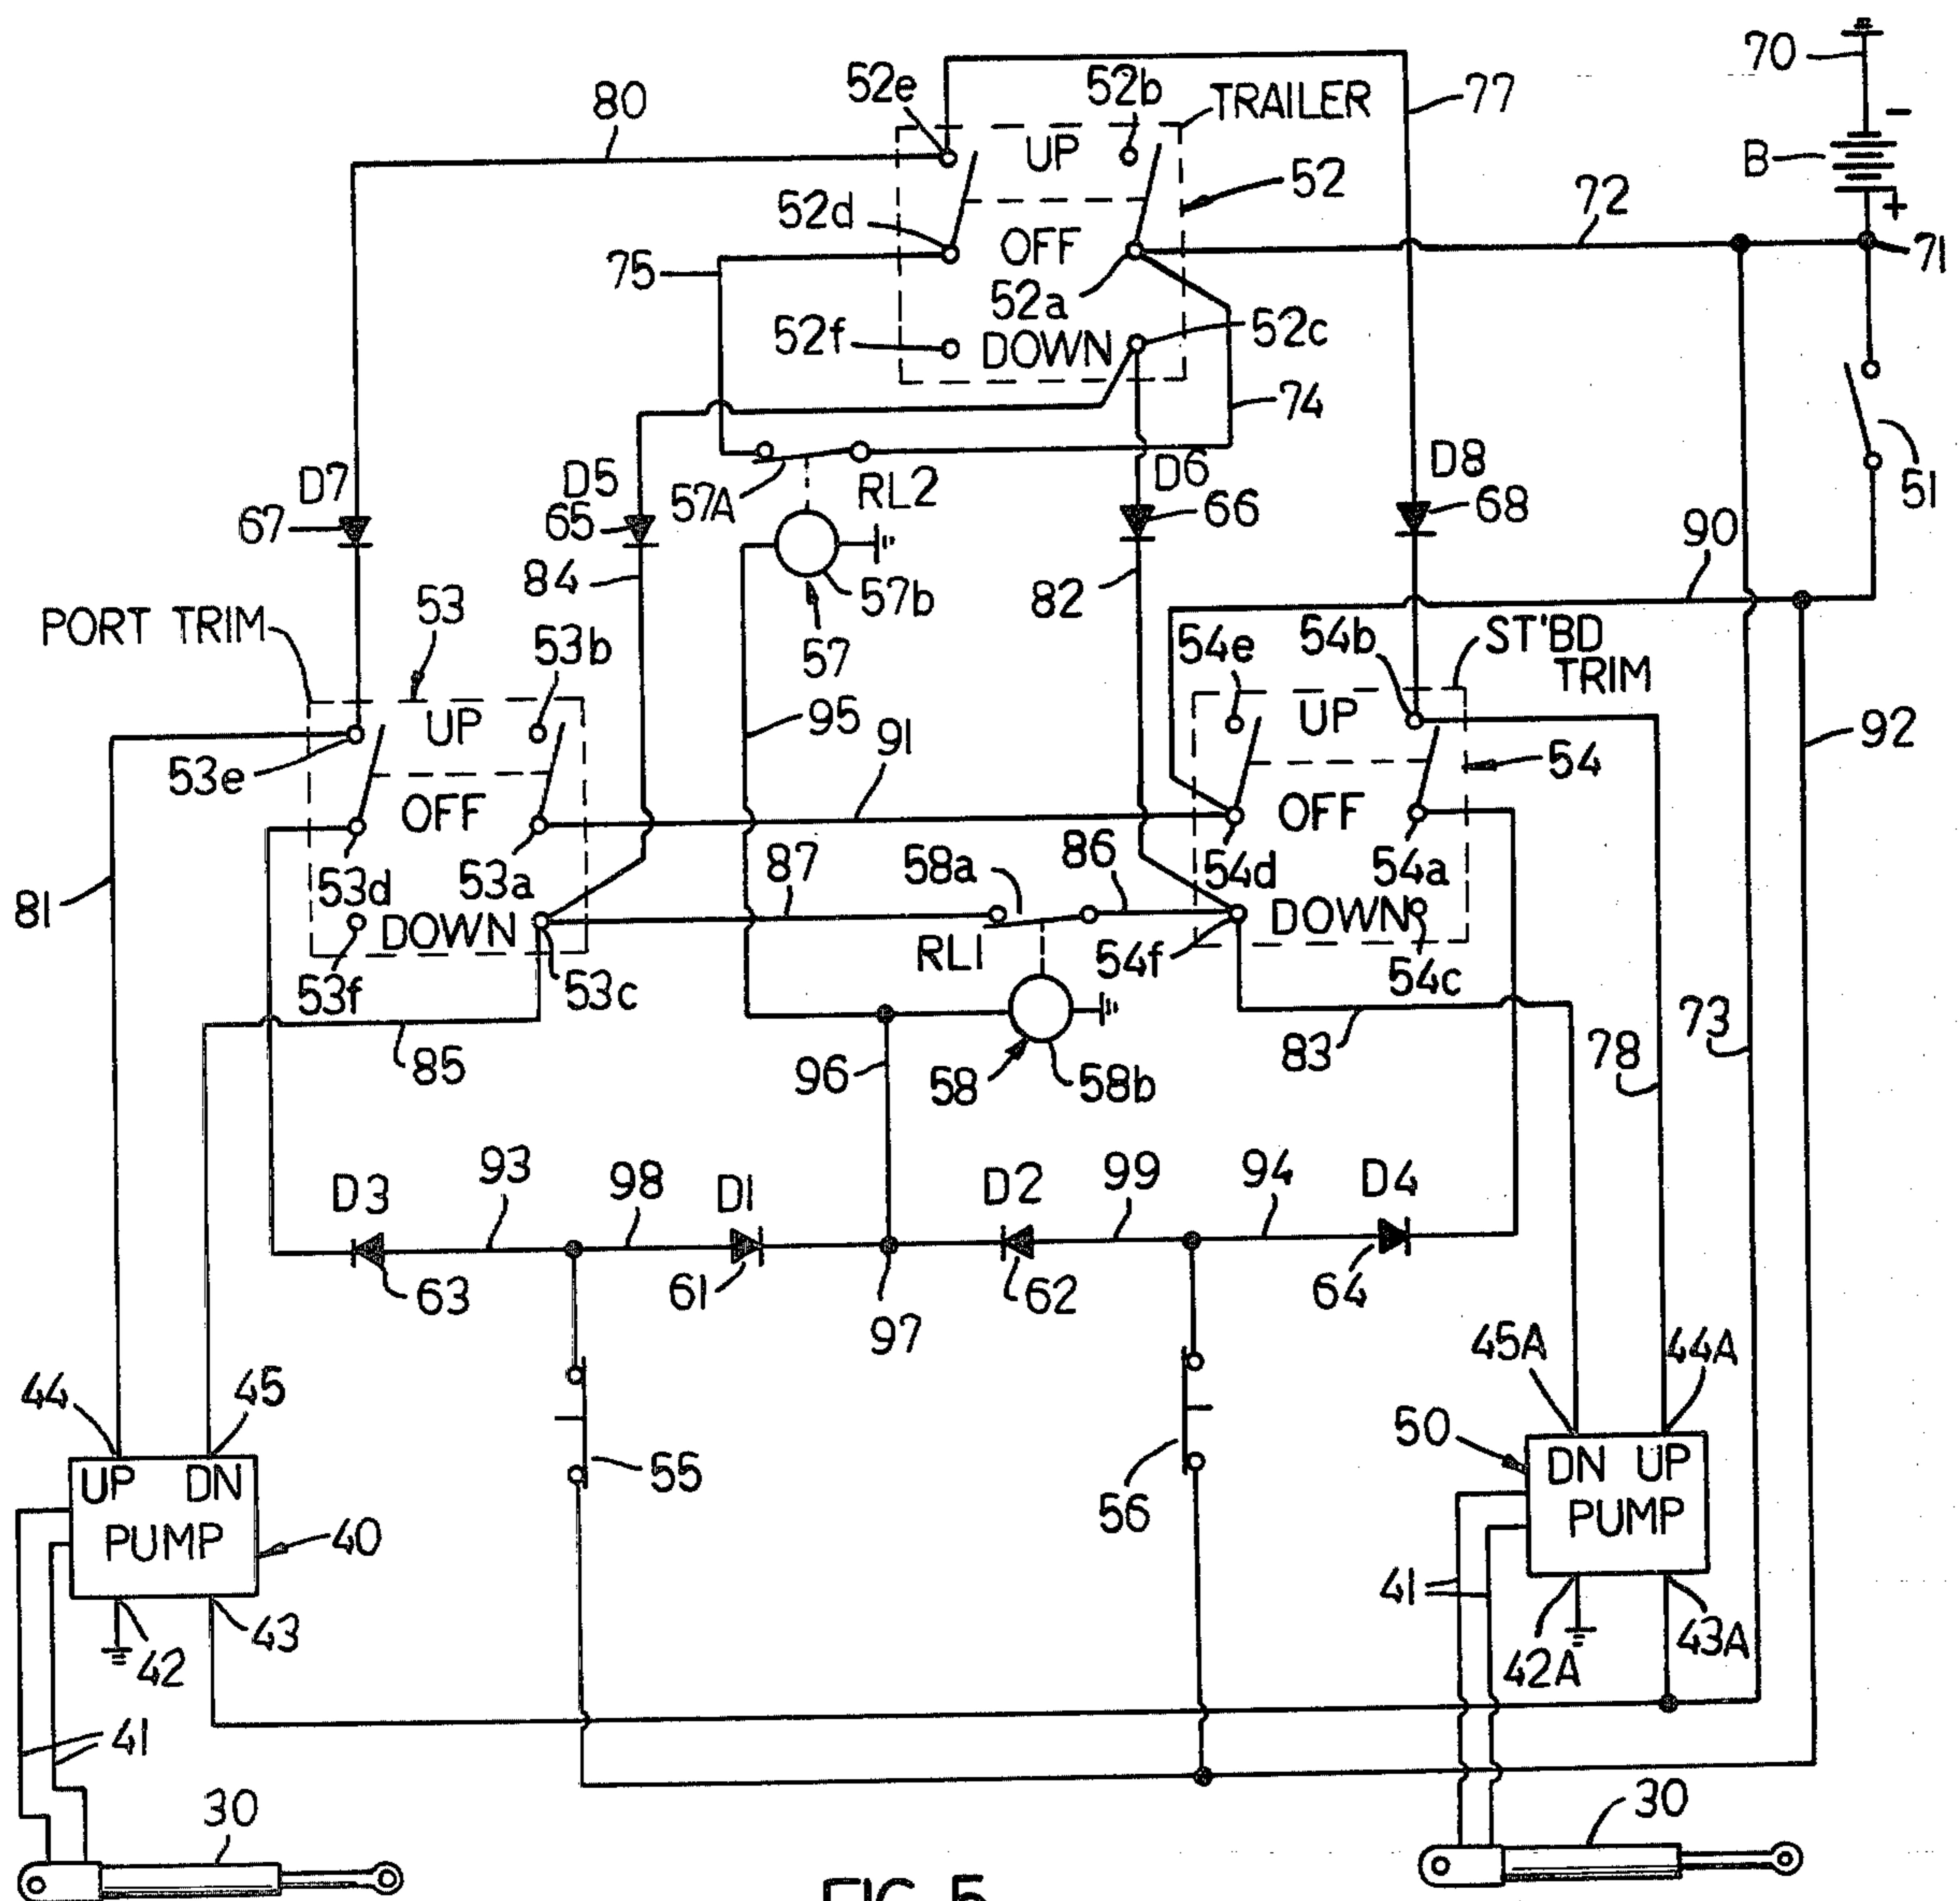 70
52e
52b
TRAILER
77
80
UP
B
-
+
52d
52
72
OFF
75
71
52a
52f
DOWN
52c
74
D7
D5
57A
RL2
D6
D8
51
67
65
66
68
90
84
57b
82
PORT TRIM
53
53b
57
54e
54b
ST'BD
TRIM
UP
95
91
UP
92
53e
54
OFF
OFF
87
58a
86
53d
53a
54d
54a
81
DOWN
DOWN
RL1
54f
53f
53c
54c
73
85
96
58
58b
83
78
D3
93
98
D1
D2
99
94
D4
63
61
62
64
97
45A
44A
44
45
50
UP DN
55
56
DN UP
PUMP
40
PUMP
41
42
43
42A
43A
41
30
30
FIG. 5